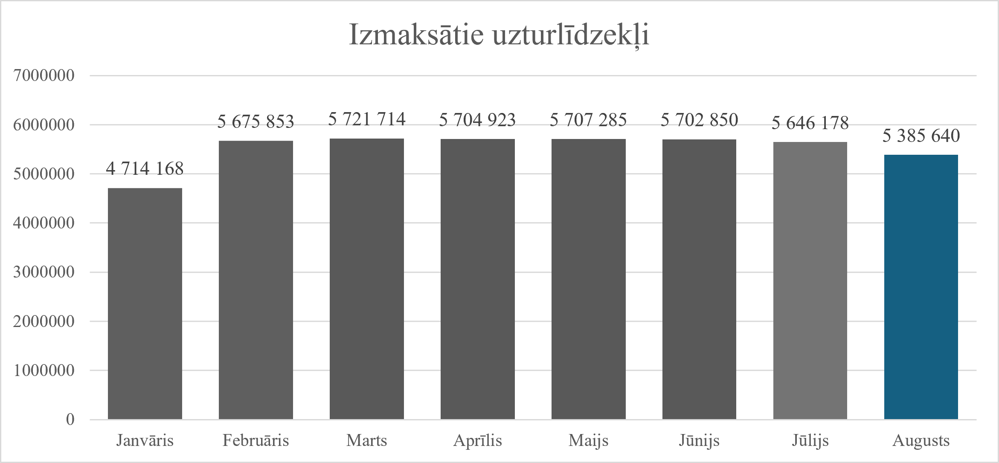 Izmaksātie uzturlīdzekļi
7000000
6000000
5000000
4000000
3000000
2000000
1000000
0
4 714 168
5 675 853
5 721 714
5 704 923
5 707 285
5 702 850
5 646 178
5 385 640
Janvāris
Februāris
Marts
Aprīlis
Maijs
Jūnijs
Jūlijs
Augusts